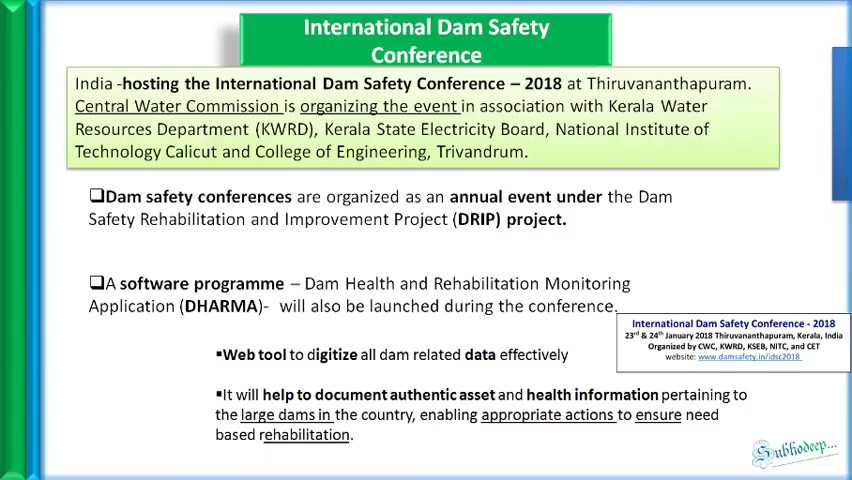 International Dam Safety
Conference
India -hosting the International Dam Safety Conference – 2018 at Thiruvananthapuram.
Central Water Commission is organizing the event in association with Kerala Water
Resources Department (KWRD), Kerala State Electricity Board, National Institute of
Technology Calicut and College of Engineering, Trivandrum.
❑Dam safety conferences are organized as an annual event under the Dam
Safety Rehabilitation and Improvement Project (DRIP) project.
❑A software programme – Dam Health and Rehabilitation Monitoring
Application (DHARMA)- will also be launched during the conference.
International Dam Safety Conference - 2018
23rd & 24th January 2018 Thiruvananthapuram, Kerala, India
Organized by CWC, KWRD, KSEB, NITC, and CET
website: www.damsafety.in/idsc2018
▪Web tool to digitize all dam related data effectively
▪It will help to document authentic asset and health information pertaining to
the large dams in the country, enabling appropriate actions to ensure need
based rehabilitation.
Subhodeep...